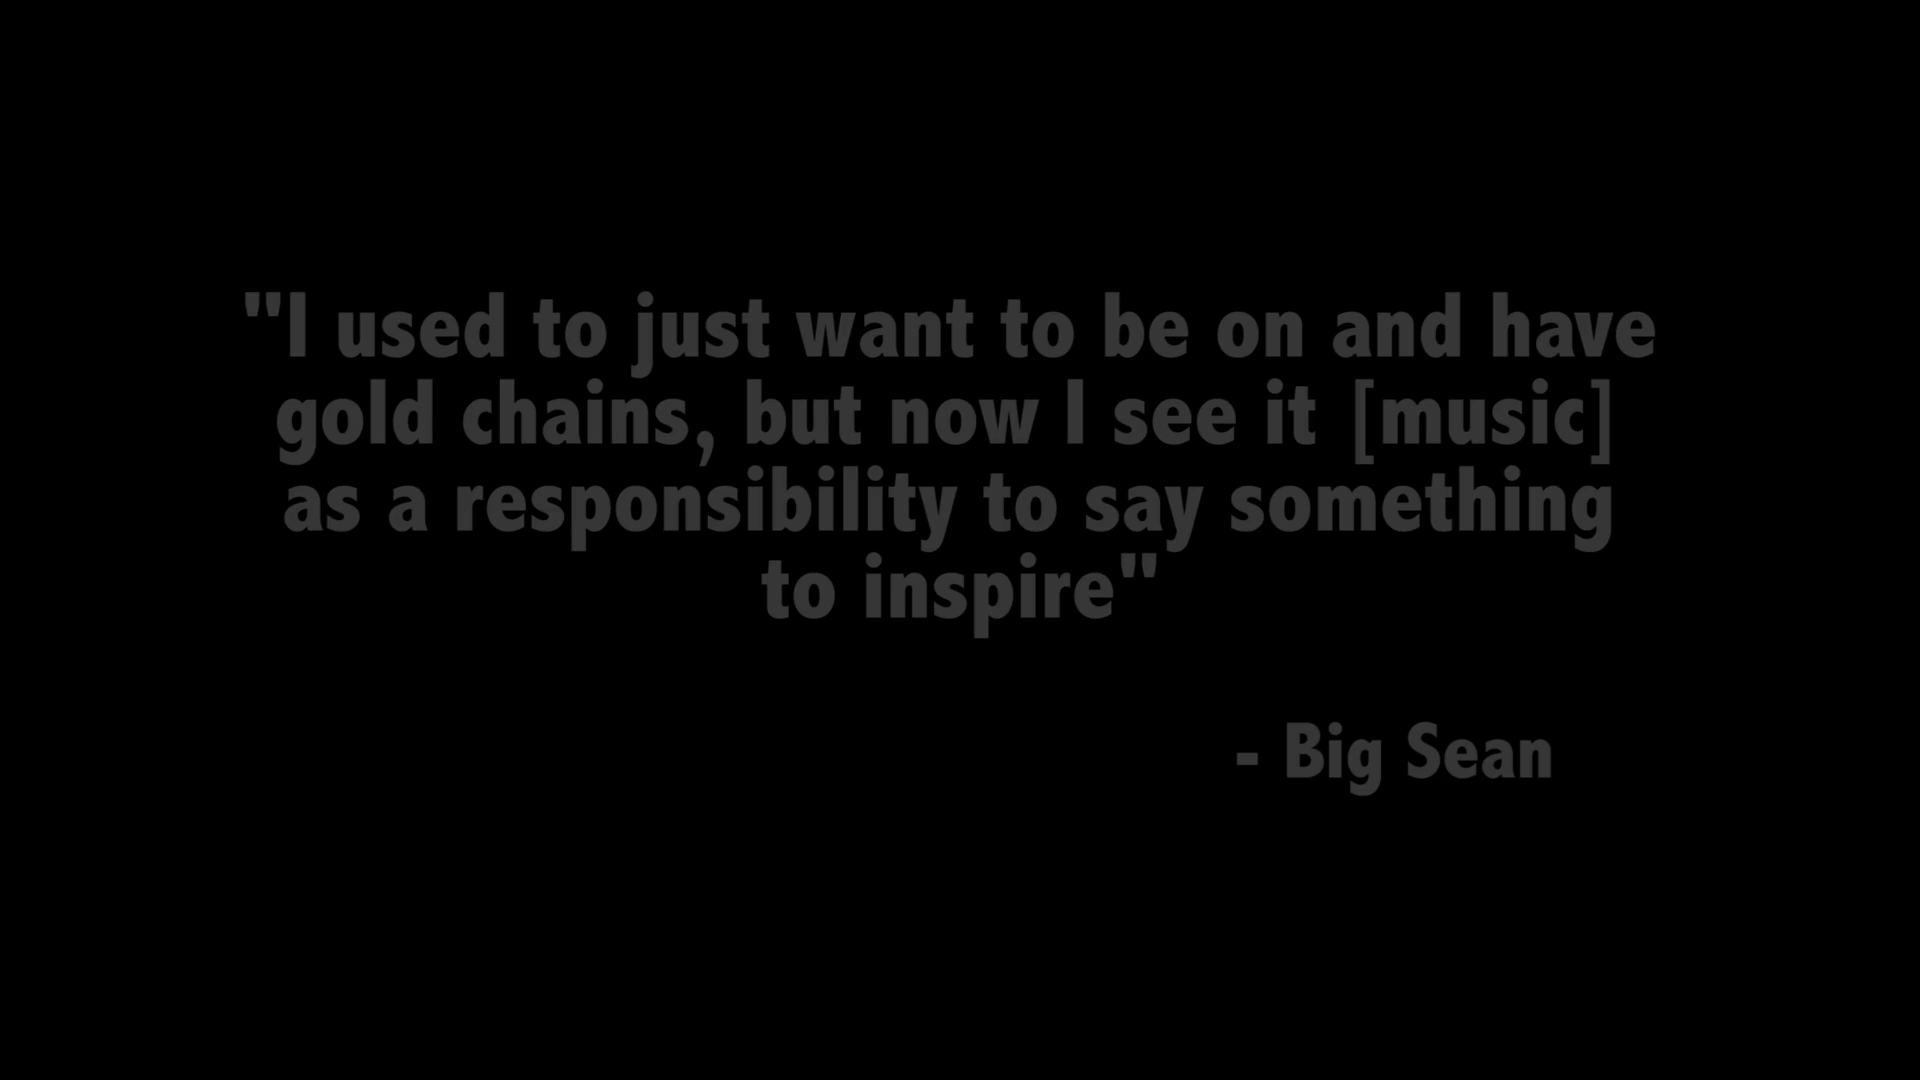 "I used to just want to be on and have
gold chains, but now I see it [music]
as a responsibility to say something
to inspire"
- Big Sean